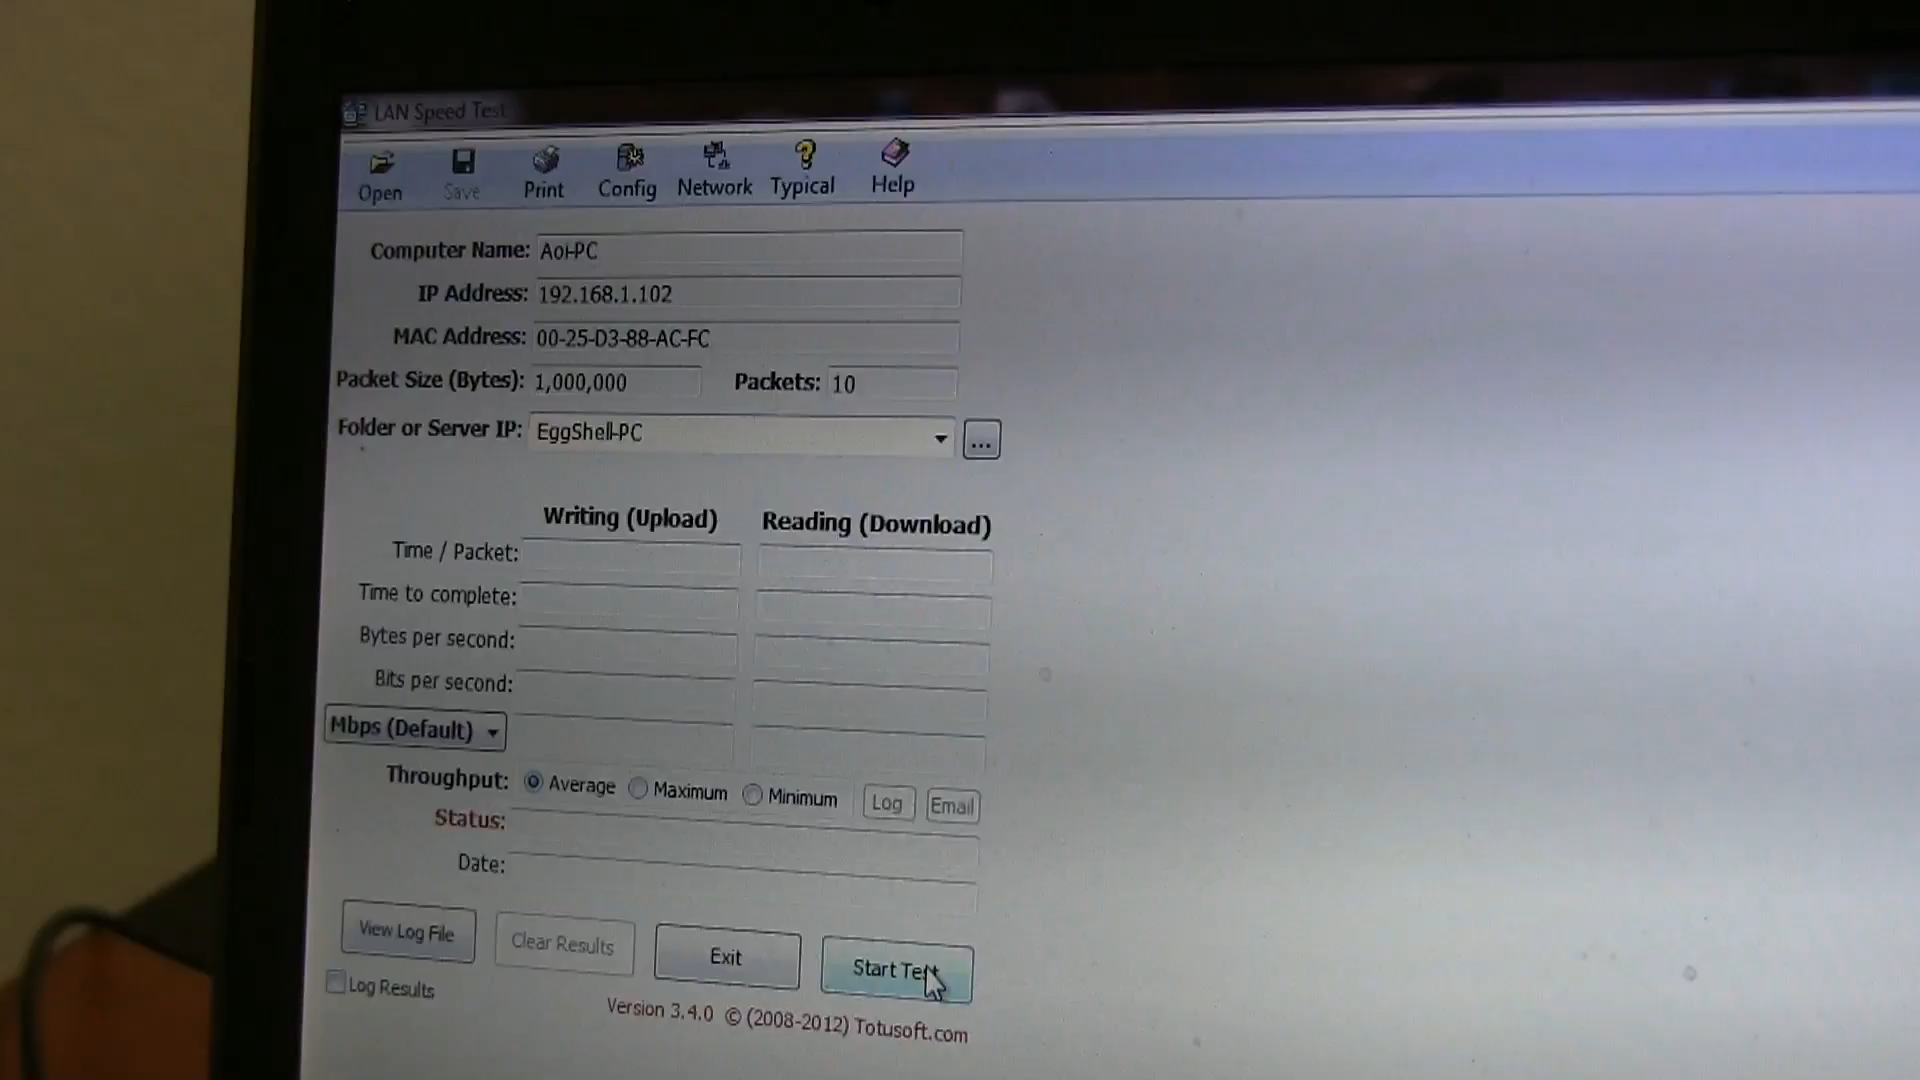 LAN Speed Test
Open Save Print Config Network Typical Help
Computer Name: Aoi-PC
IP Address: 192.168.1.102
MAC Address: 00-25-D3-88-AC-FC
Packet Size (Bytes): 1,000,000 Packets: 10
Folder or Server IP: EggShell-PC ...
Writing (Upload) Reading (Download)
Time / Packet:
Time to complete:
Bytes per second:
Bits per second:
Mbps (Default)
Throughput: Average Maximum Minimum Log Email
Status:
Date:
View Log File Clear Results Exit Start Test
Log Results
Version 3.4.0 © (2008-2012) Totusoft.com